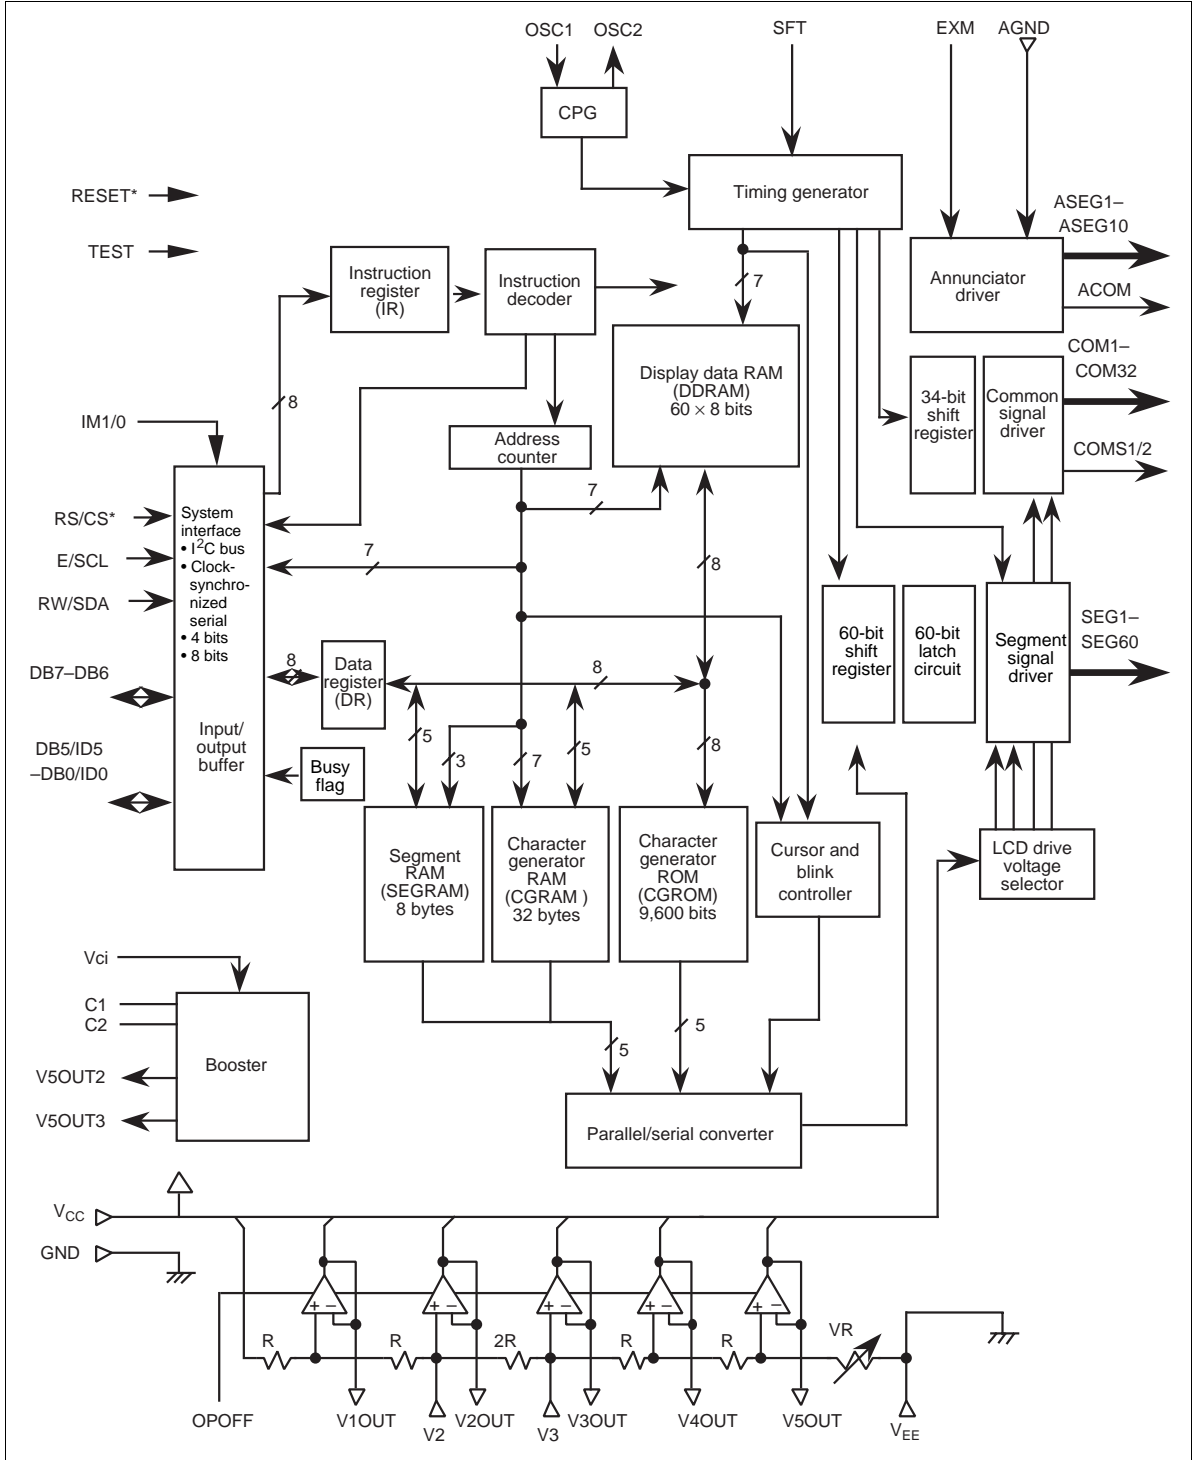 OSC1 OSC2 SFT EXM AGND
CPG
Timing generator
RESET*
TEST
ASEG1–
ASEG10
Instruction
register
(IR)
Instruction
decoder
7
Annunciator
driver
ACOM
COM1–
COM32
Display data RAM
(DDRAM)
60 × 8 bits
34-bit
shift
register
Common
signal
driver
COMS1/2
8
IM1/0
Address
counter
7
RS/CS*
E/SCL
RW/SDA
System
interface
• I2C bus
• Clock-
synchro-
nized
serial
• 4 bits
• 8 bits
7
8
60-bit
shift
register
60-bit
latch
circuit
Segment
signal
driver
SEG1–
SEG60
DB7–DB6
8
Data
register
(DR)
8
Input/
output
buffer
DB5/ID5
–DB0/ID0
5
3
7
5
8
Busy
flag
Segment
RAM
(SEGRAM)
8 bytes
Character
generator
RAM
(CGRAM )
32 bytes
Character
generator
ROM
(CGROM)
9,600 bits
Cursor and
blink
controller
LCD drive
voltage
selector
Vci
C1
C2
Booster
V5OUT2
V5OUT3
5
5
Parallel/serial converter
VCC
GND
+ − + − + − + − + −
R R 2R R R VR
OPOFF V1OUT V2 V2OUT V3 V3OUT V4OUT V5OUT VEE